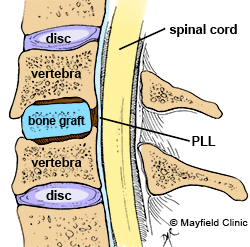 spinal cord
disc
vertebra
bone graft
PLL
vertebra
disc
© Mayfield Clinic